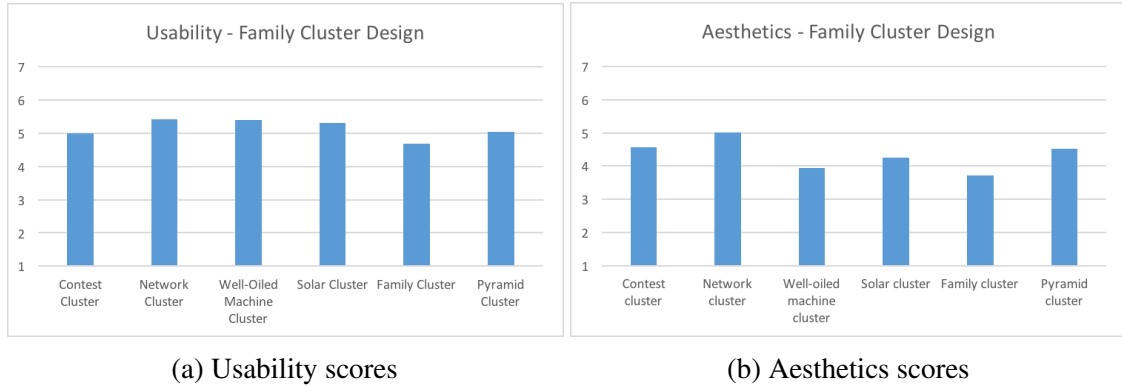 Usability - Family Cluster Design
7
6
5
4
3
2
1
Contest
Cluster
Network
Cluster
Well-Oiled
Machine
Cluster
Solar Cluster
Family Cluster
Pyramid
Cluster
(a) Usability scores
Aesthetics - Family Cluster Design
7
6
5
4
3
2
1
Contest
cluster
Network
cluster
Well-oiled
machine
cluster
Solar cluster
Family cluster
Pyramid
cluster
(b) Aesthetics scores